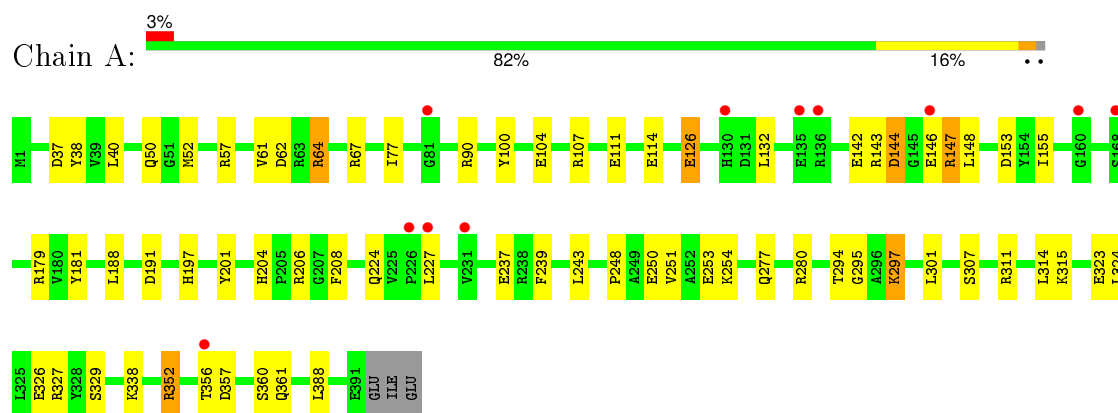 3%
Chain A:
82% 16% • •
M1 D37 Y38 V39 L40 Q50 G51 M52 R57 V61 D62 R63 R64 R67 I77 G81 R90 Y100 E104 R107 E111 E114 E126 H130 D131 L132 E135 R136 E142 R143 D144 G145 E146 R147 L148 D153 Y154 I155 G160
R179 V180 Y181 L188 D191 H197 Y201 H204 P205 R206 G207 F208 Q224 V225 P226 L227 V231 E237 R238 F239 L243 P248 A249 E250 V251 A252 E253 K254 Q277 R280 T294 G295 A296 K297 L301 S307 R311 L314 K315 E323 L324
L325 E326 R327 Y328 S329 K338 R352 T356 D357 S360 Q361 L388 E391 GLU ILE GLU